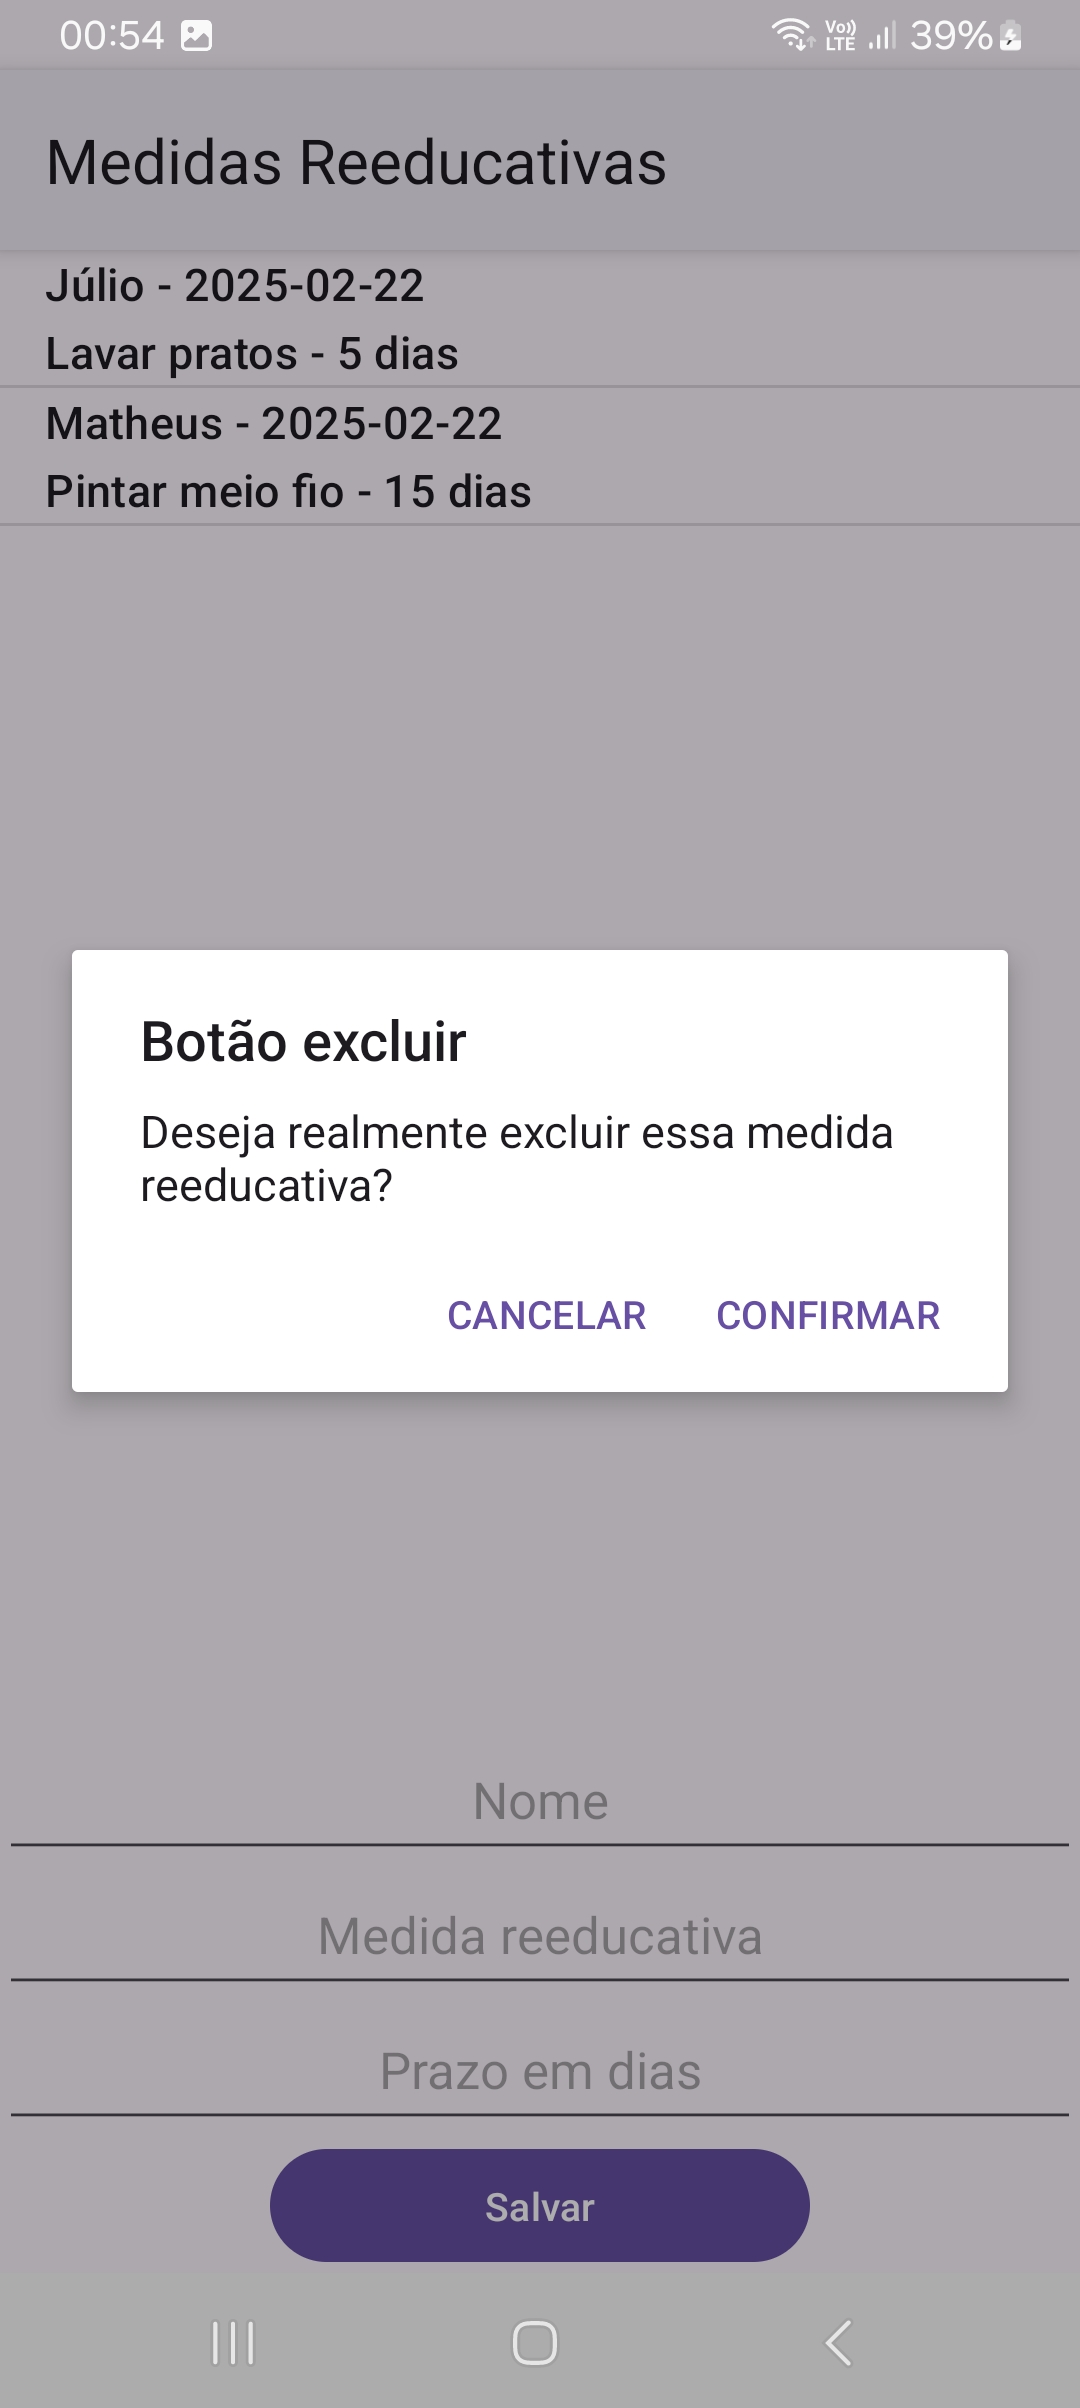 00:54
Vo)) LTE 39%
Medidas Reeducativas
Júlio - 2025-02-22
Lavar pratos - 5 dias
Matheus - 2025-02-22
Pintar meio fio - 15 dias
Botão excluir
Deseja realmente excluir essa medida
reeducativa?
CANCELAR CONFIRMAR
Nome
Medida reeducativa
Prazo em dias
Salvar